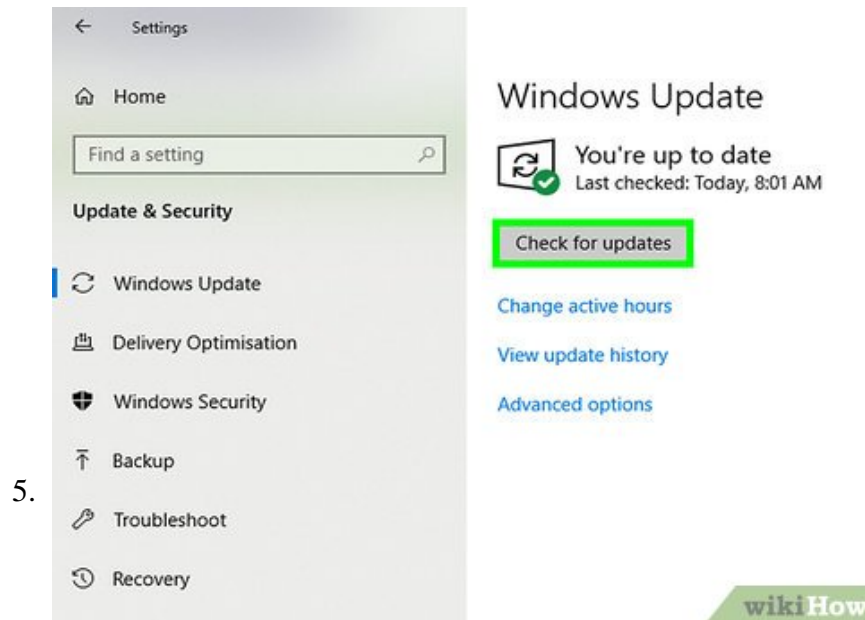 Settings
Home
Find a setting
Update & Security
Windows Update
Delivery Optimisation
Windows Security
Backup
5.
Troubleshoot
Recovery
Windows Update
You're up to date
Last checked: Today, 8:01 AM
Check for updates
Change active hours
View update history
Advanced options
wikiHow